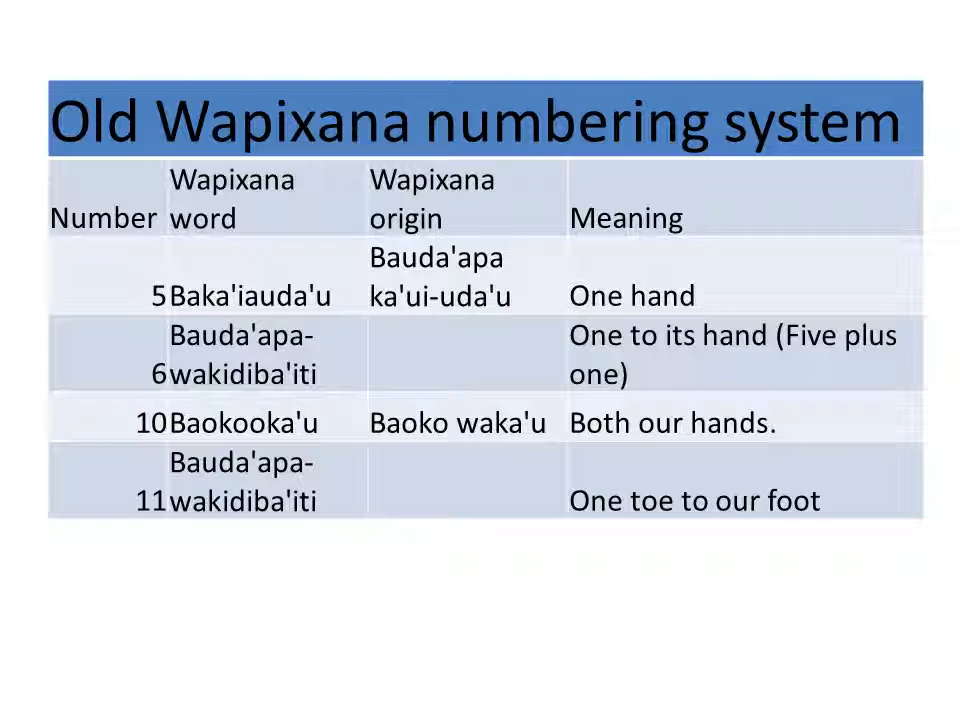 Old Wapixana numbering system
Number Wapixana word Wapixana origin Meaning
5 Baka'iauda'u Bauda'apa ka'ui-uda'u One hand
6 Bauda'apa-wakidiba'iti One to its hand (Five plus one)
10 Baokooka'u Baoko waka'u Both our hands.
11 Bauda'apa-wakidiba'iti One toe to our foot